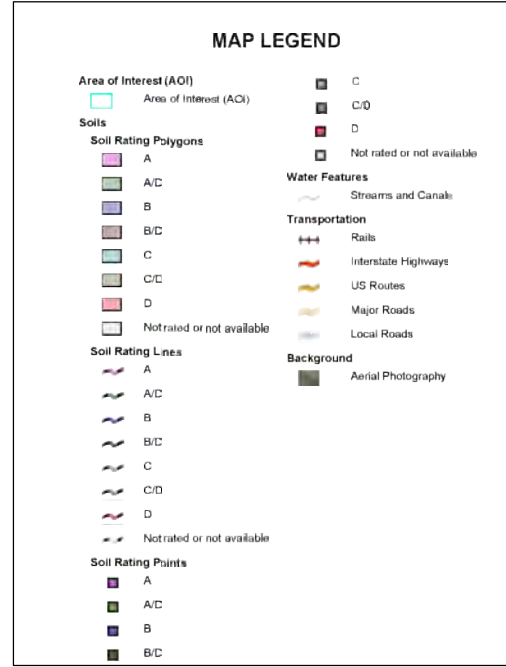 MAP LEGEND
Area of Interest (AOI)
Area of Interest (AOI)
Soils
Soil Rating Polygons
A
A/D
B
B/D
C
C/D
D
Not rated or not available
Soil Rating Lines
A
A/D
B
B/D
C
C/D
D
Not rated or not available
Soil Rating Points
A
A/D
B
B/D
C
C/D
D
Not rated or not available
Water Features
Streams and Canals
Transportation
Rails
Interstate Highways
US Routes
Major Roads
Local Roads
Background
Aerial Photography